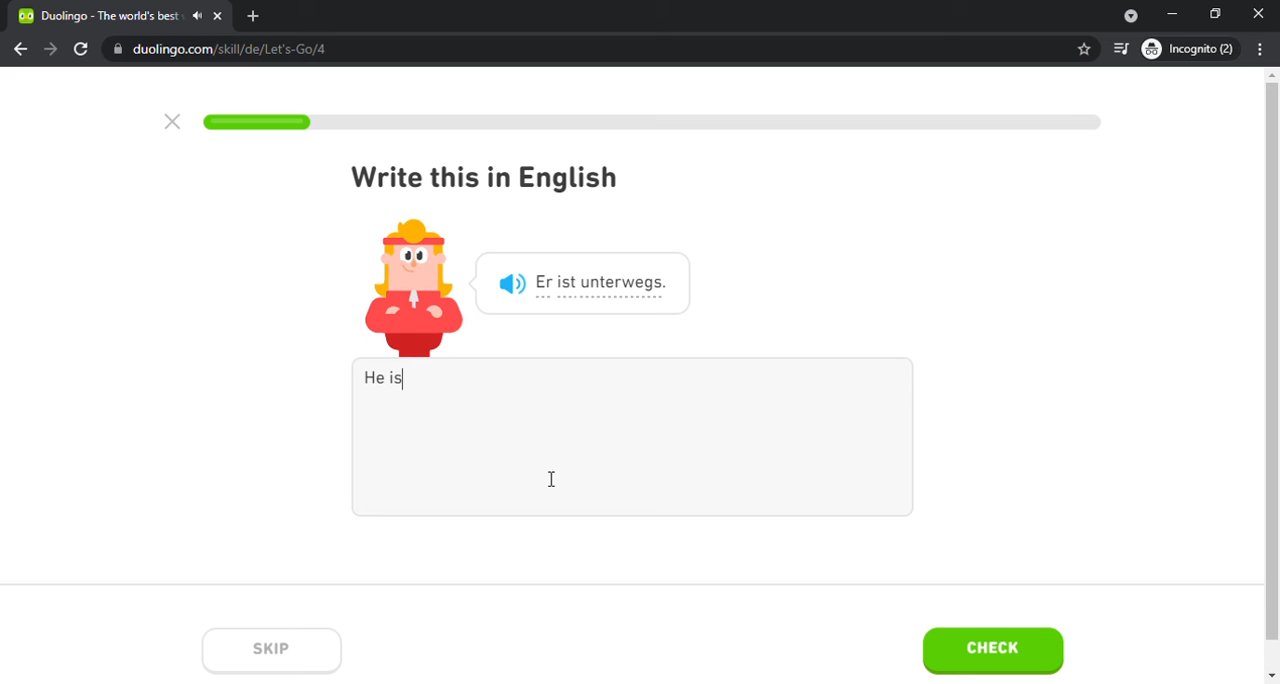 Duolingo - The world's best
duolingo.com/skill/de/Let's-Go/4
Incognito (2)
Write this in English
Er ist unterwegs.
He is
SKIP
CHECK